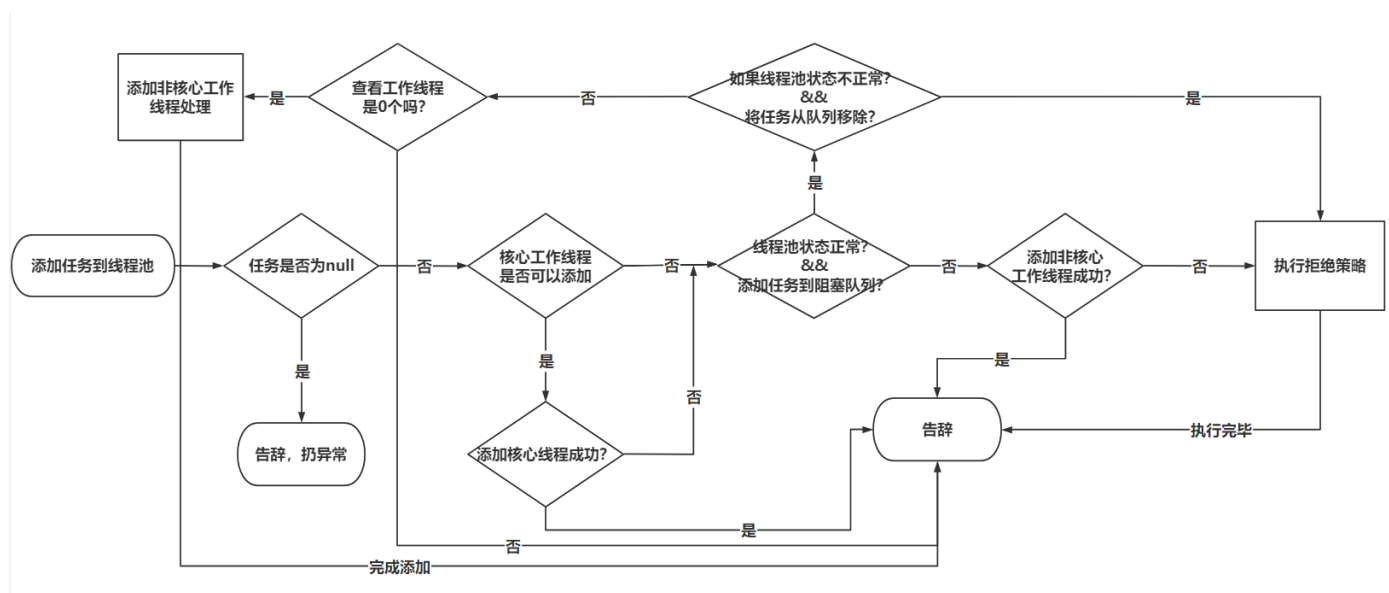 添加非核心工作
线程处理
是
查看工作线程
是0个吗？
否
如果线程池状态不正常？
&&
将任务从队列移除？
是
是
添加任务到线程池
任务是否为null
否
核心工作线程
是否可以添加
否
线程池状态正常？
&&
添加任务到阻塞队列？
否
添加非核心
工作线程成功？
否
执行拒绝策略
是
是
否
是
告辞，扔异常
添加核心线程成功？
告辞
执行完毕
是
否
完成添加